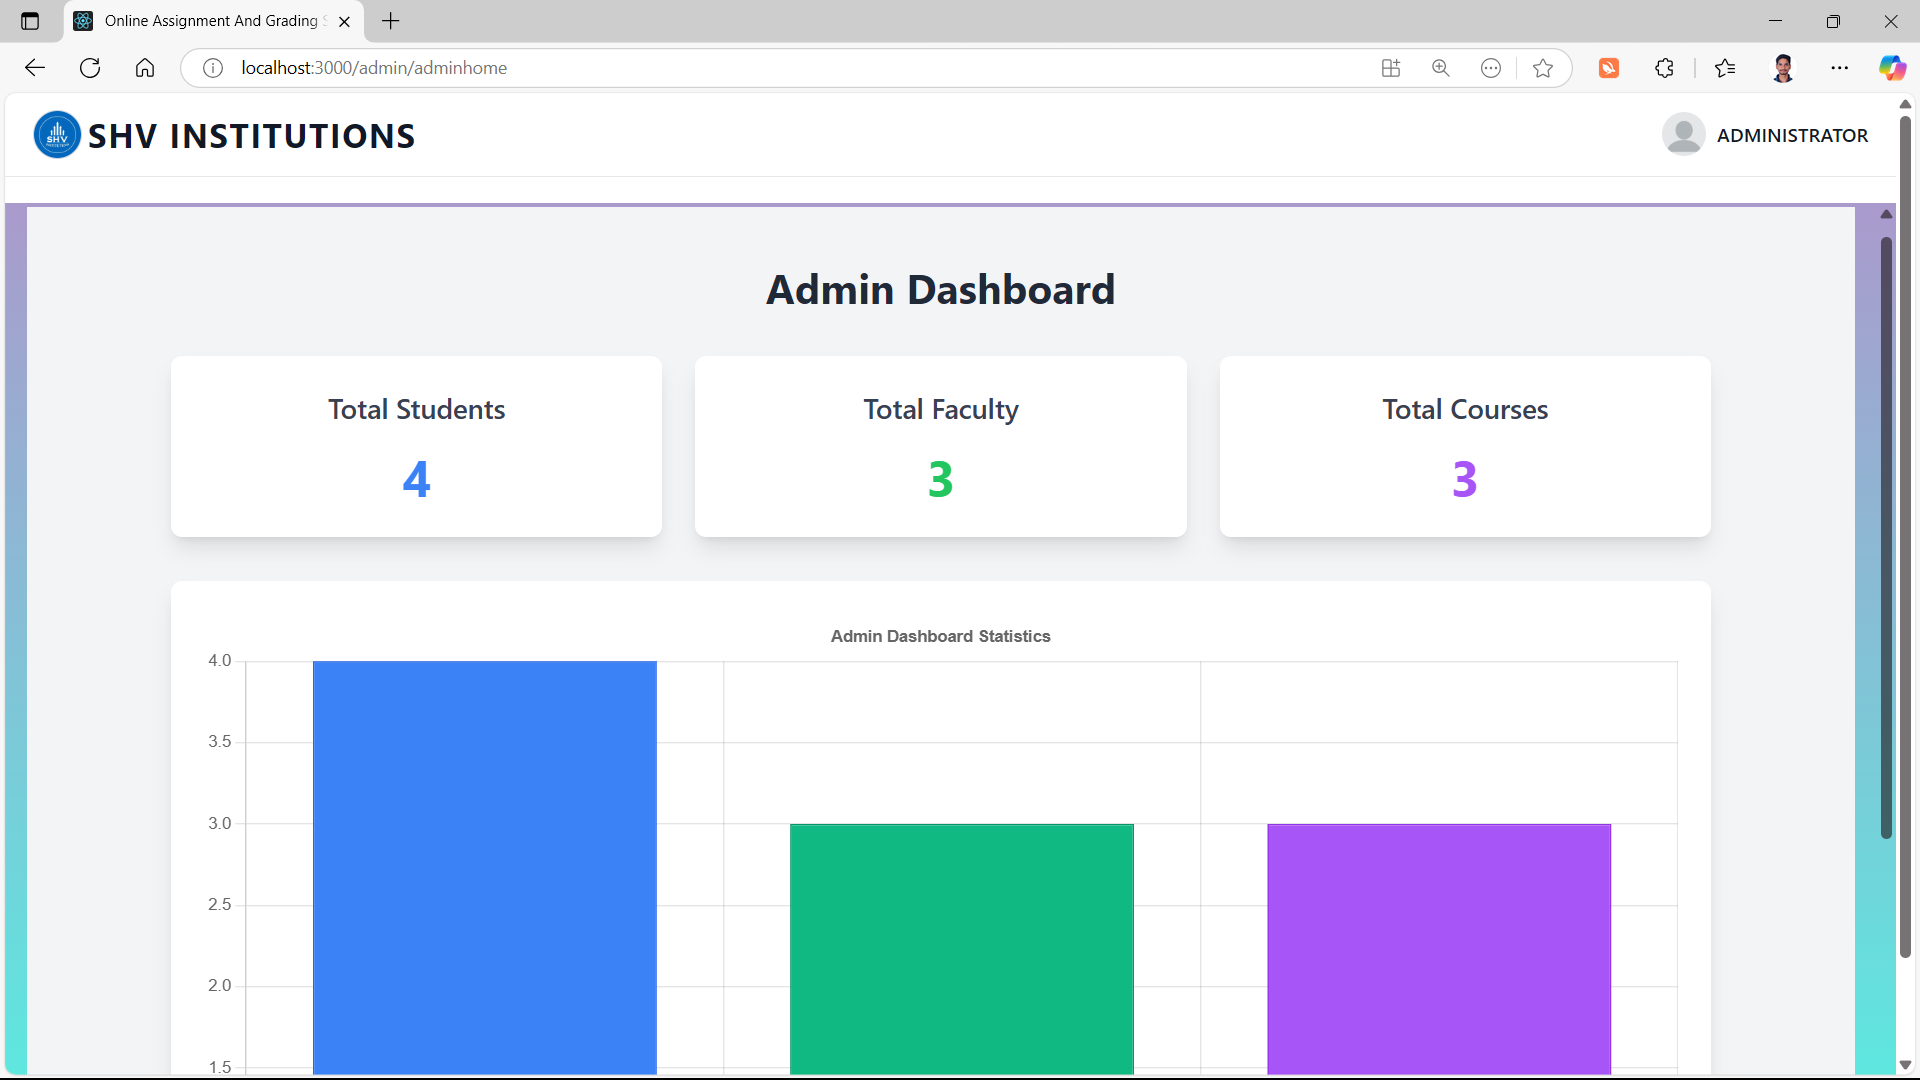 Online Assignment And Grading S
localhost:3000/admin/adminhome
SHV
SHV INSTITUTIONS
ADMINISTRATOR
Admin Dashboard
Total Students
4
Total Faculty
3
Total Courses
3
Admin Dashboard Statistics
4.0
3.5
3.0
2.5
2.0
1.5